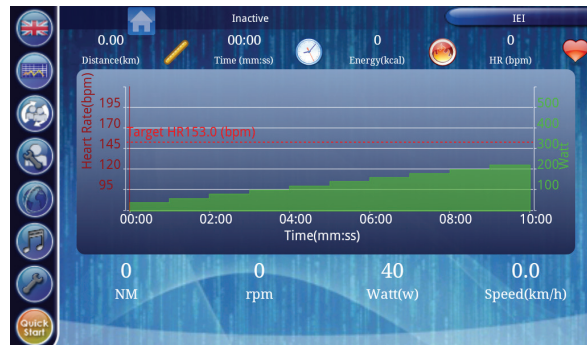 Inactive
IEI
0.00
00:00
0
0
Distance(km)
Time (mm:ss)
Energy(kcal)
HR (bpm)
Heart Rate(bpm)
195
170
145
120
95
Target HR153.0 (bpm)
500
400
300
200
100
Watt
00:00
02:00
04:00
06:00
08:00
10:00
Time(mm:ss)
0
0
40
0.0
NM
rpm
Watt(w)
Speed(km/h)
Quick
Start